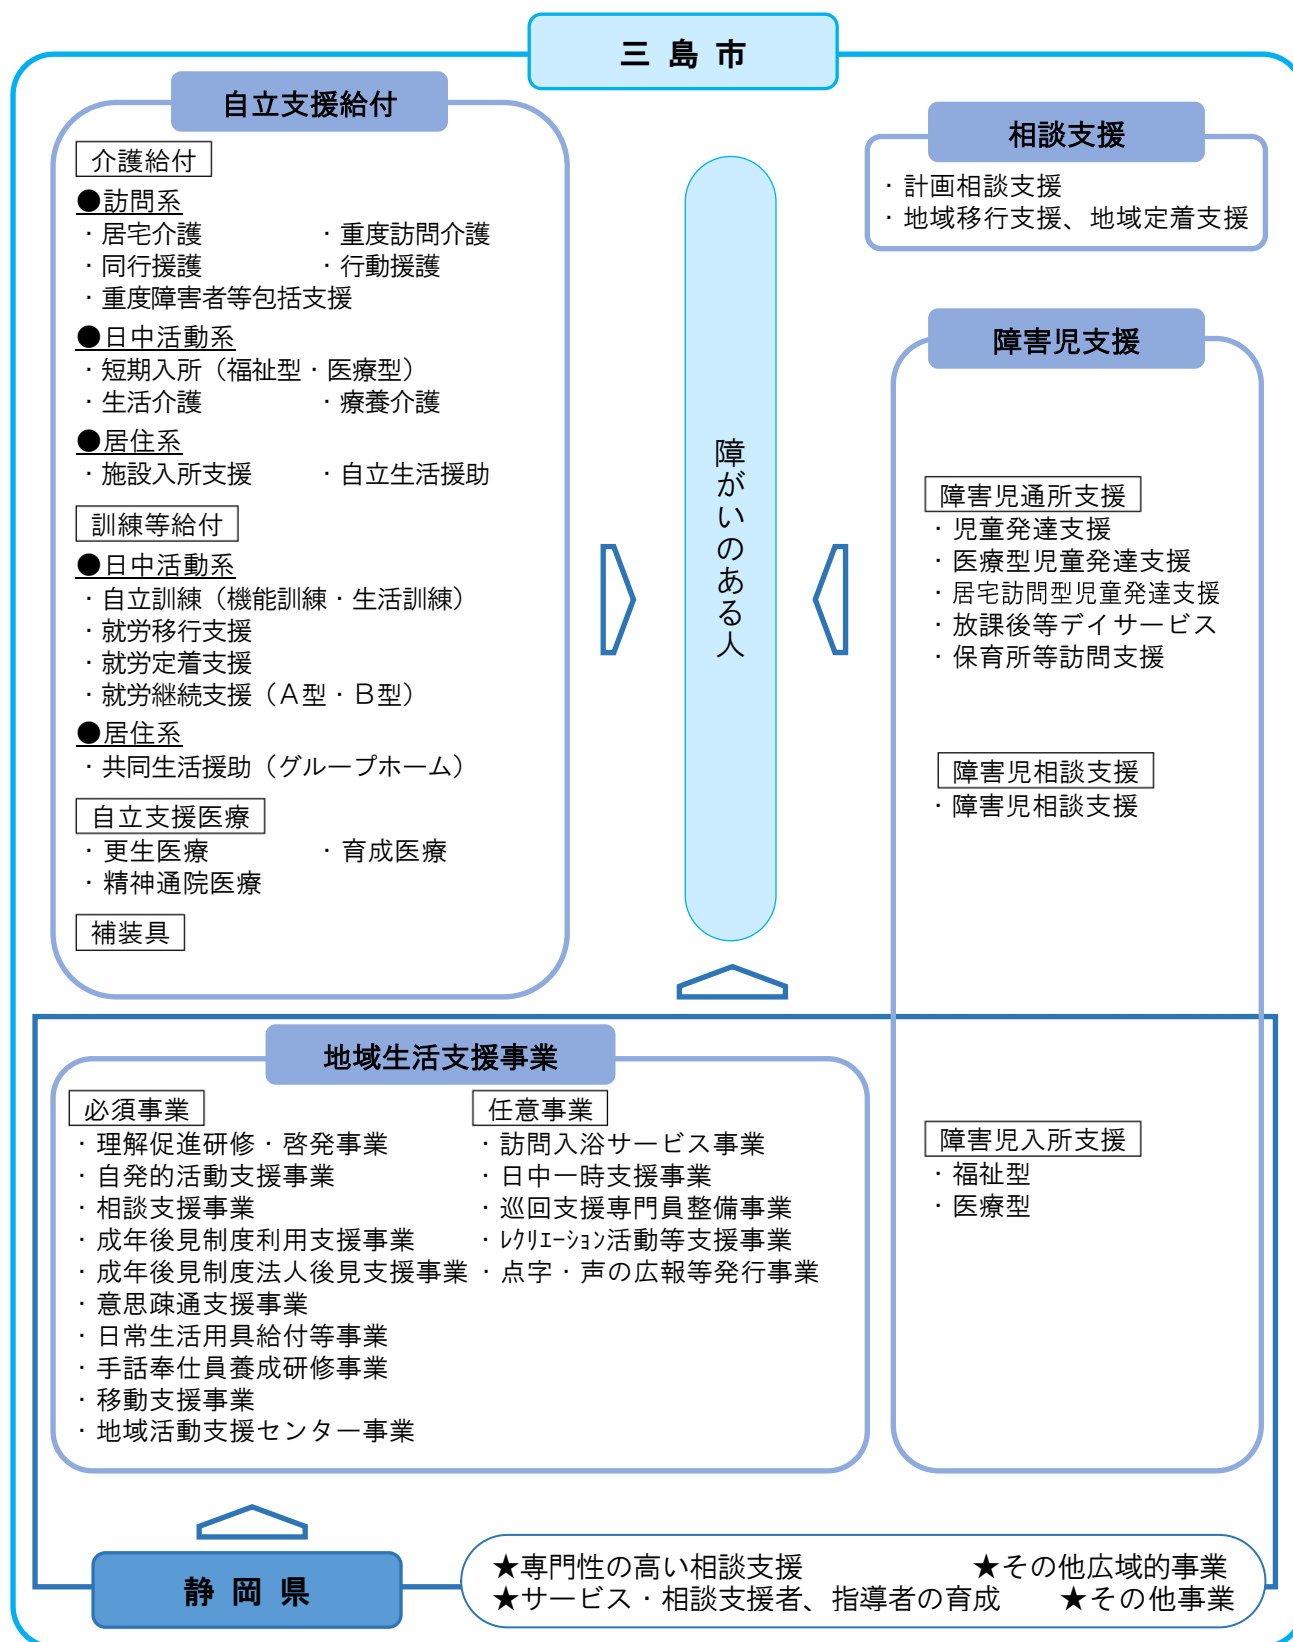 三島市
自立支援給付
介護給付
●訪問系
・居宅介護　・重度訪問介護
・同行援護　・行動援護
・重度障害者等包括支援
●日中活動系
・短期入所（福祉型・医療型）
・生活介護　・療養介護
●居住系
・施設入所支援　・自立生活援助
訓練等給付
●日中活動系
・自立訓練（機能訓練・生活訓練）
・就労移行支援
・就労定着支援
・就労継続支援（Ａ型・Ｂ型）
●居住系
・共同生活援助（グループホーム）
自立支援医療
・更生医療　・育成医療
・精神通院医療
補装具
障がいのある人
相談支援
・計画相談支援
・地域移行支援、地域定着支援
障害児支援
障害児通所支援
・児童発達支援
・医療型児童発達支援
・居宅訪問型児童発達支援
・放課後等デイサービス
・保育所等訪問支援
障害児相談支援
・障害児相談支援
障害児入所支援
・福祉型
・医療型
地域生活支援事業
必須事業
・理解促進研修・啓発事業
・自発的活動支援事業
・相談支援事業
・成年後見制度利用支援事業
・成年後見制度法人後見支援事業
・意思疎通支援事業
・日常生活用具給付等事業
・手話奉仕員養成研修事業
・移動支援事業
・地域活動支援センター事業
任意事業
・訪問入浴サービス事業
・日中一時支援事業
・巡回支援専門員整備事業
・ﾚｸﾘｴｰｼｮﾝ活動等支援事業
・点字・声の広報等発行事業
静岡県
★専門性の高い相談支援　★その他広域的事業
★サービス・相談支援者、指導者の育成　★その他事業